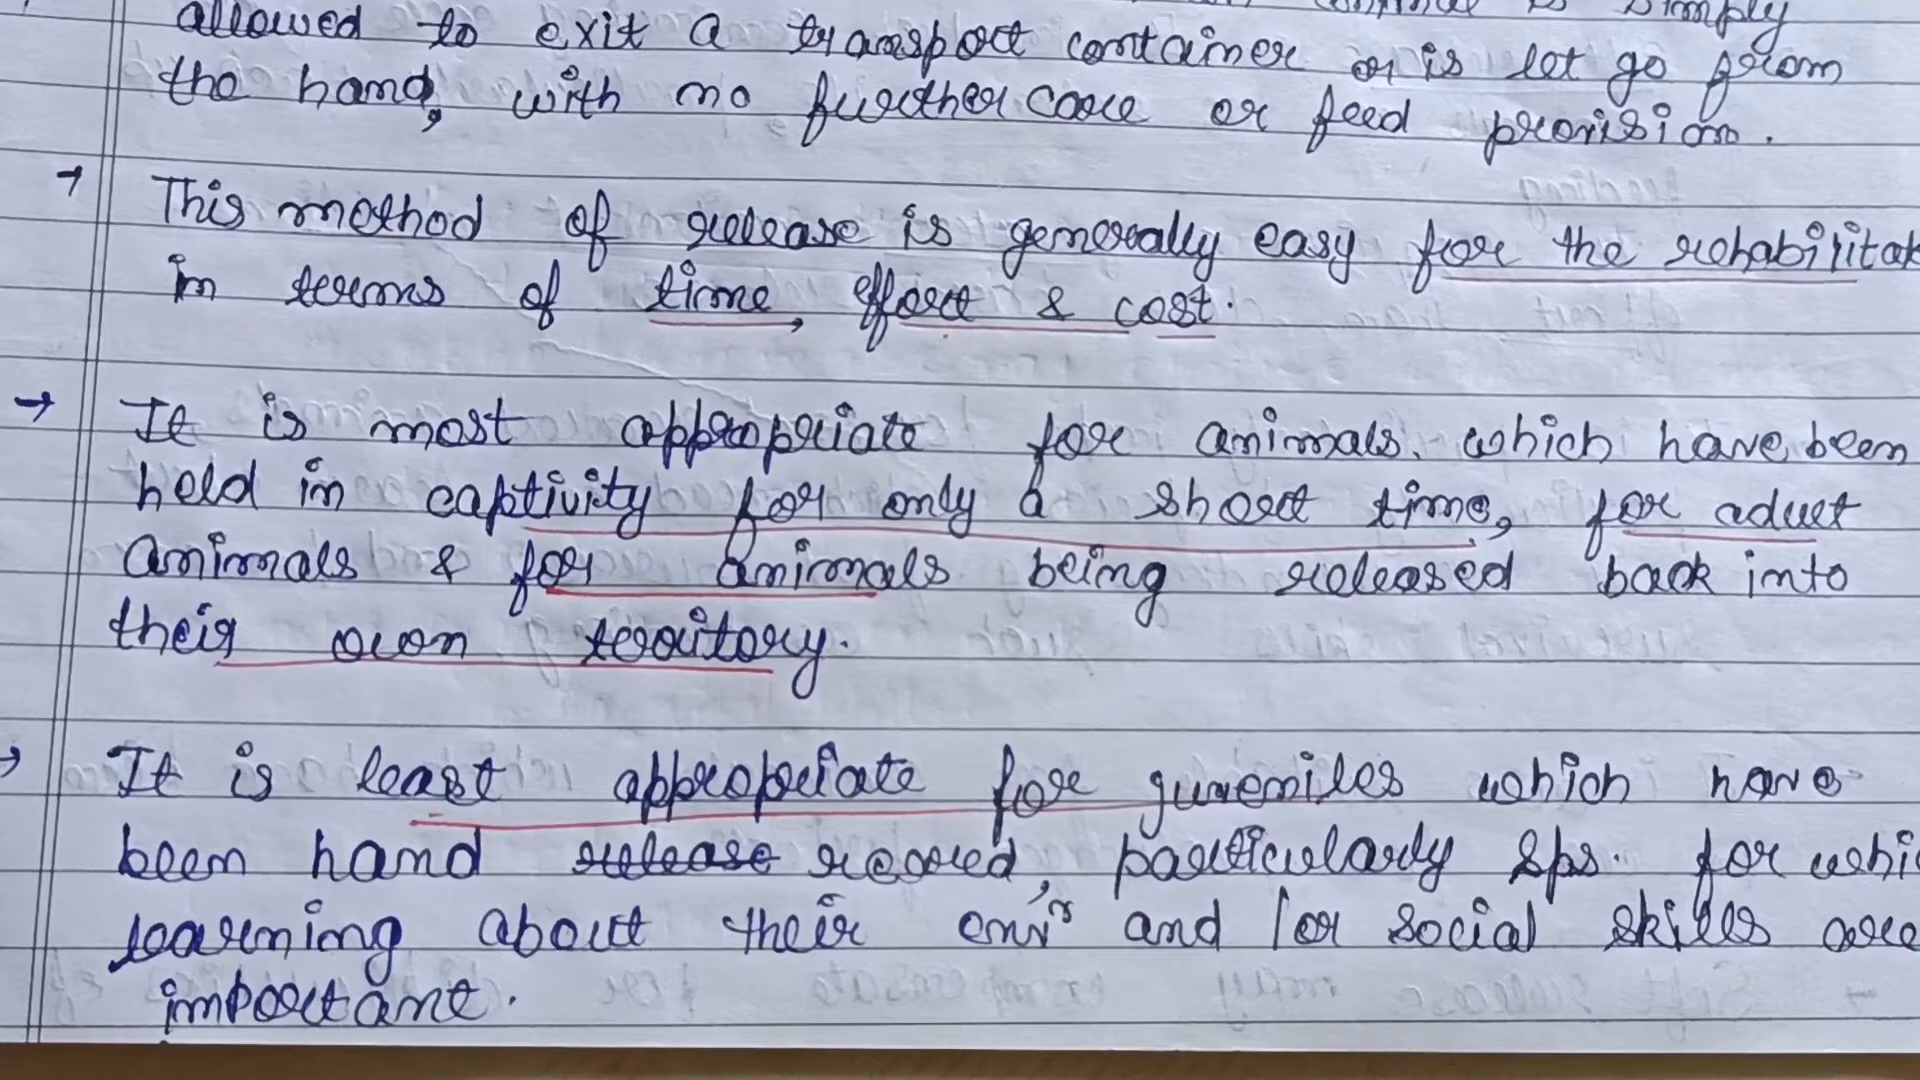 is simply
allowed to exit a transport container or is let go from
the hand, with no further care or feed provision.
→ This method of release is generally easy for the rehabilitat
in terms of time, effort & cost.
→ It is most appropriate for animals. which have been
held in captivity for only a short time, for adult
animals & for animals being released back into
their own territory.
→ It is least appropriate for juveniles which have
been hand release reared, particularly sps. for whic
learning about their envir and /or social skills are
important.